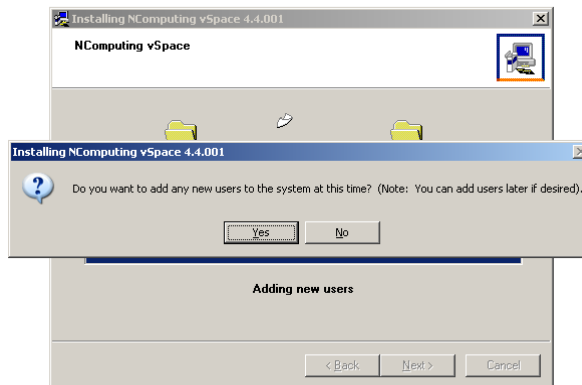 Installing NComputing vSpace 4.4.001
NComputing vSpace
Installing NComputing vSpace 4.4.001
Do you want to add any new users to the system at this time? (Note: You can add users later if desired).
Yes
No
Adding new users
< Back
Next >
Cancel